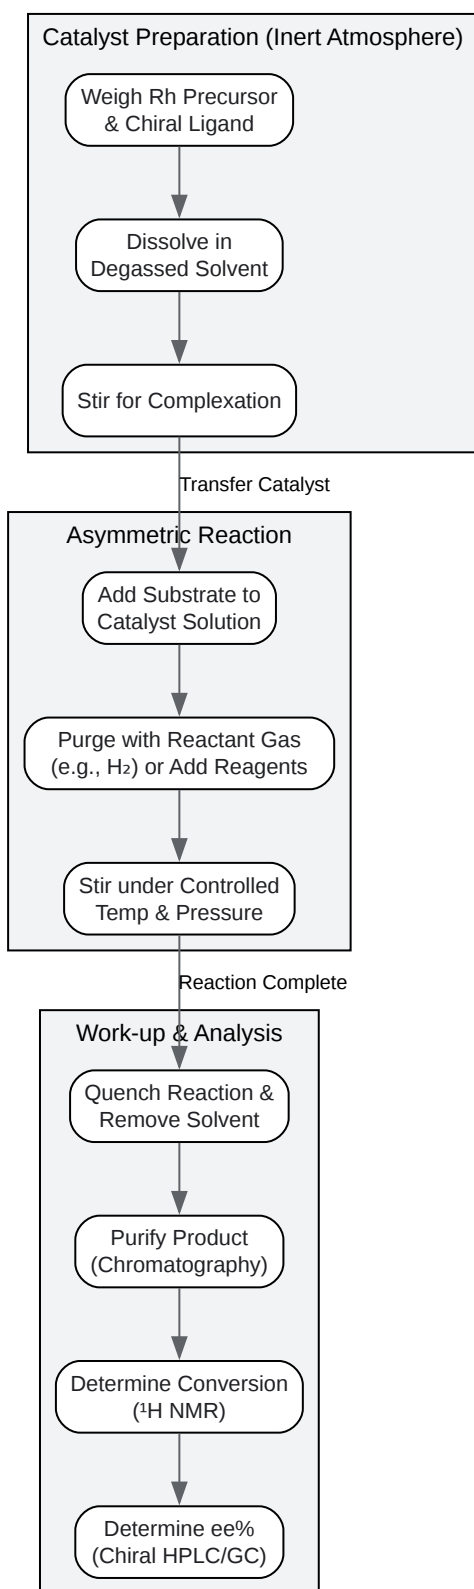 Catalyst Preparation (Inert Atmosphere)
Weigh Rh Precursor
& Chiral Ligand
Dissolve in
Degassed Solvent
Stir for Complexation
Transfer Catalyst
Asymmetric Reaction
Add Substrate to
Catalyst Solution
Purge with Reactant Gas
(e.g., H₂) or Add Reagents
Stir under Controlled
Temp & Pressure
Reaction Complete
Work-up & Analysis
Quench Reaction &
Remove Solvent
Purify Product
(Chromatography)
Determine Conversion
(¹H NMR)
Determine ee%
(Chiral HPLC/GC)